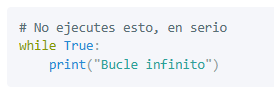 # No ejecutes esto, en serio
while True:
    print("Bucle infinito")